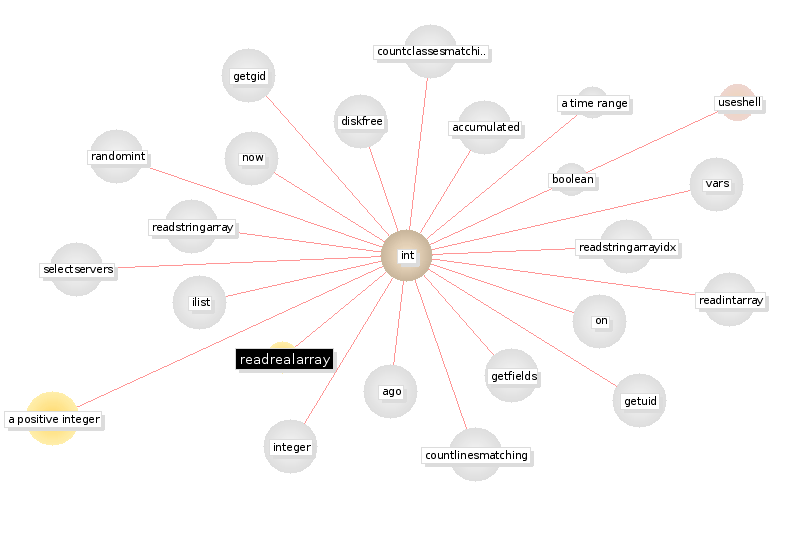 countclassesmatchi..
getgid
a time range
useshell
diskfree
accumulated
randomint
now
boolean
vars
readstringarray
readstringarrayidx
int
selectservers
ilist
readintarray
on
readrealarray
getfields
ago
getuid
a positive integer
integer
countlinesmatching